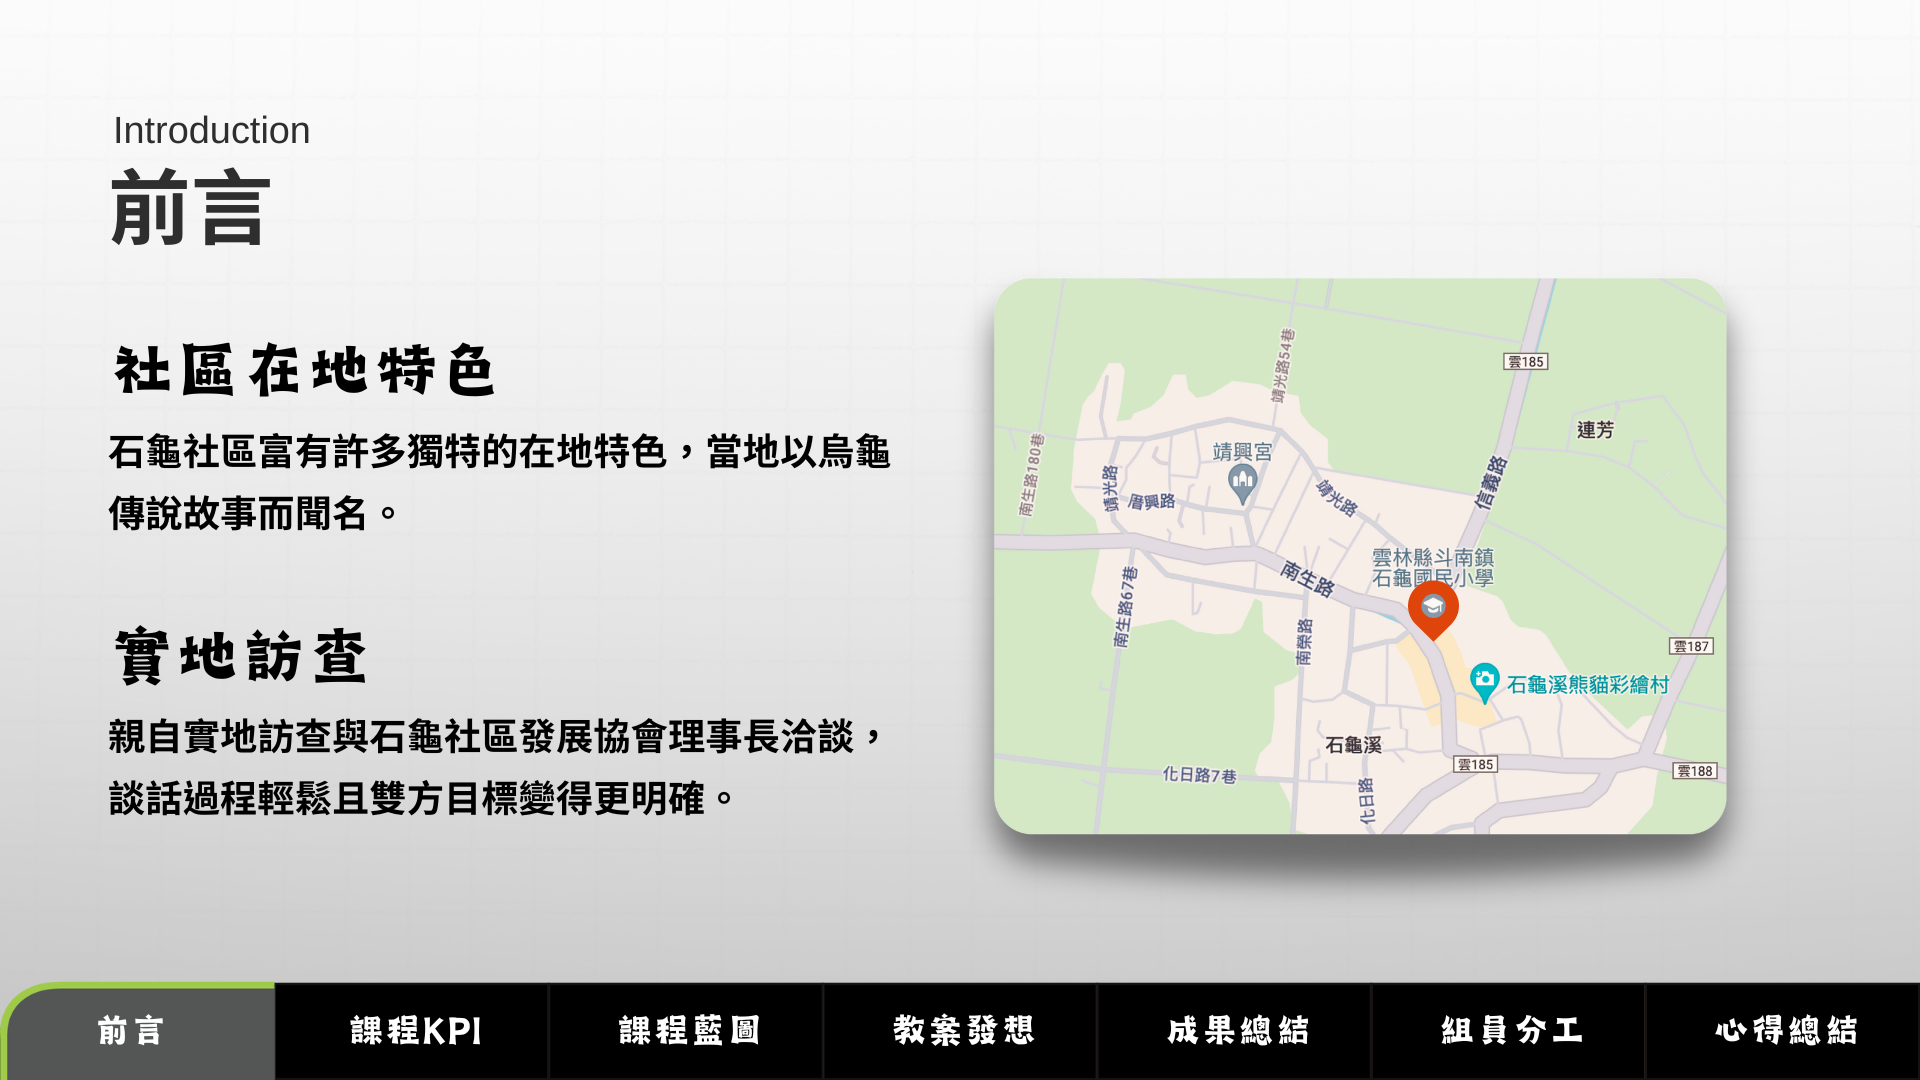 Introduction
前言
社區在地特色
石龜社區富有許多獨特的在地特色，當地以烏龜
傳說故事而聞名。
實地訪查
親自實地訪查與石龜社區發展協會理事長洽談，
談話過程輕鬆且雙方目標變得更明確。
靖光路54巷
雲185
連芳
南生路180巷
靖興宮
靖光路
厝興路
靖光路
信義路
雲林縣斗南鎮
石龜國民小學
南生路
南生路67巷
南榮路
雲187
石龜溪熊貓彩繪村
石龜溪
雲185
雲188
化日路7巷
化日路
前言
課程KPI
課程藍圖
教案發想
成果總結
組員分工
心得總結